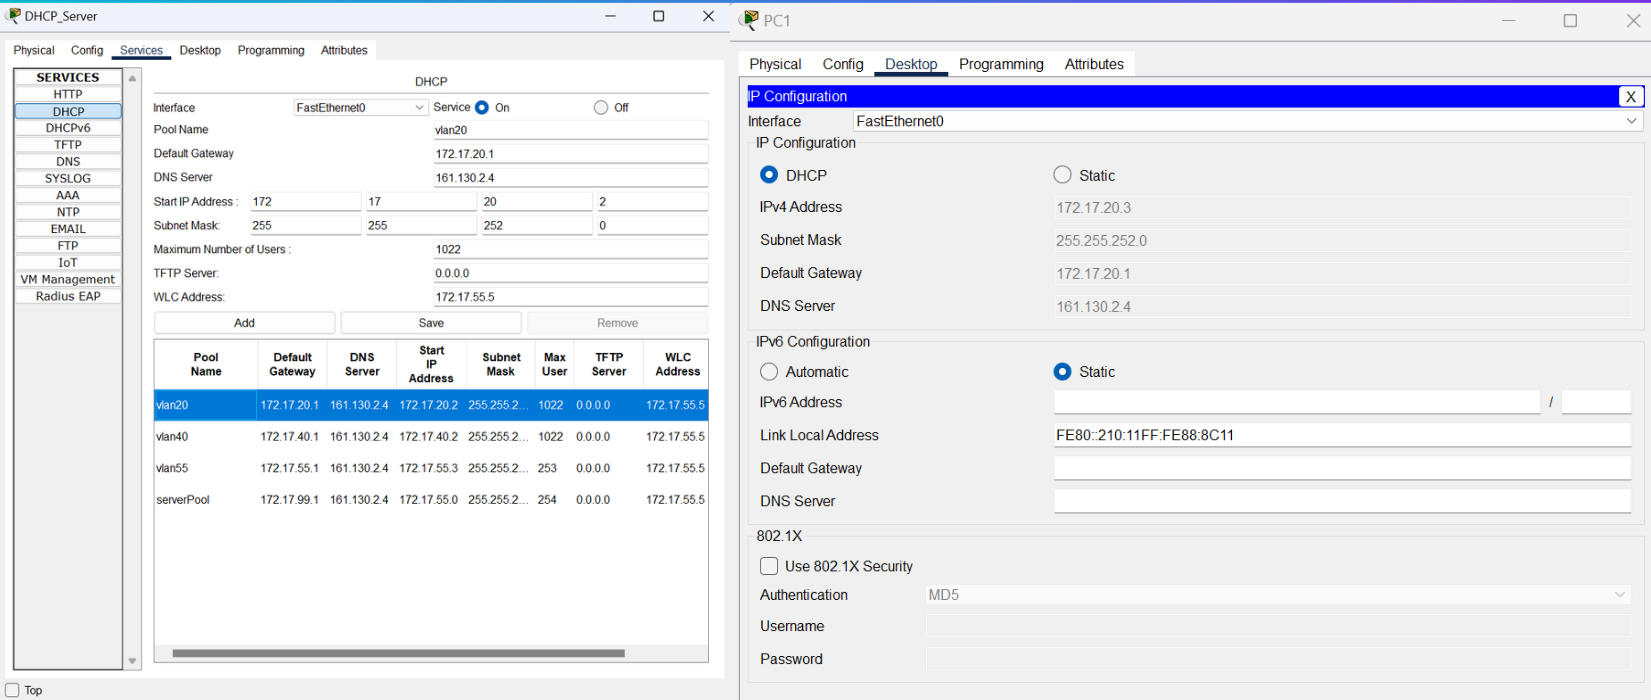 DHCP_Server
Physical Config Services Desktop Programming Attributes
SERVICES
HTTP
DHCP
DHCPv6
TFTP
DNS
SYSLOG
AAA
NTP
EMAIL
FTP
IoT
VM Management
Radius EAP
DHCP
Interface FastEthernet0 Service On Off
Pool Name vlan20
Default Gateway 172.17.20.1
DNS Server 161.130.2.4
Start IP Address : 172 17 20 2
Subnet Mask: 255 255 252 0
Maximum Number of Users : 1022
TFTP Server: 0.0.0.0
WLC Address: 172.17.55.5
Add Save Remove
Pool Name Default Gateway DNS Server Start IP Address Subnet Mask Max User TFTP Server WLC Address
vlan20 172.17.20.1 161.130.2.4 172.17.20.2 255.255.2... 1022 0.0.0.0 172.17.55.5
vlan40 172.17.40.1 161.130.2.4 172.17.40.2 255.255.2... 1022 0.0.0.0 172.17.55.5
vlan55 172.17.55.1 161.130.2.4 172.17.55.3 255.255.2... 253 0.0.0.0 172.17.55.5
serverPool 172.17.99.1 161.130.2.4 172.17.55.0 255.255.2... 254 0.0.0.0 172.17.55.5
Top
PC1
Physical Config Desktop Programming Attributes
IP Configuration X
Interface FastEthernet0
IP Configuration
DHCP Static
IPv4 Address 172.17.20.3
Subnet Mask 255.255.252.0
Default Gateway 172.17.20.1
DNS Server 161.130.2.4
IPv6 Configuration
Automatic Static
IPv6 Address /
Link Local Address FE80::210:11FF:FE88:8C11
Default Gateway
DNS Server
802.1X
Use 802.1X Security
Authentication MD5
Username
Password